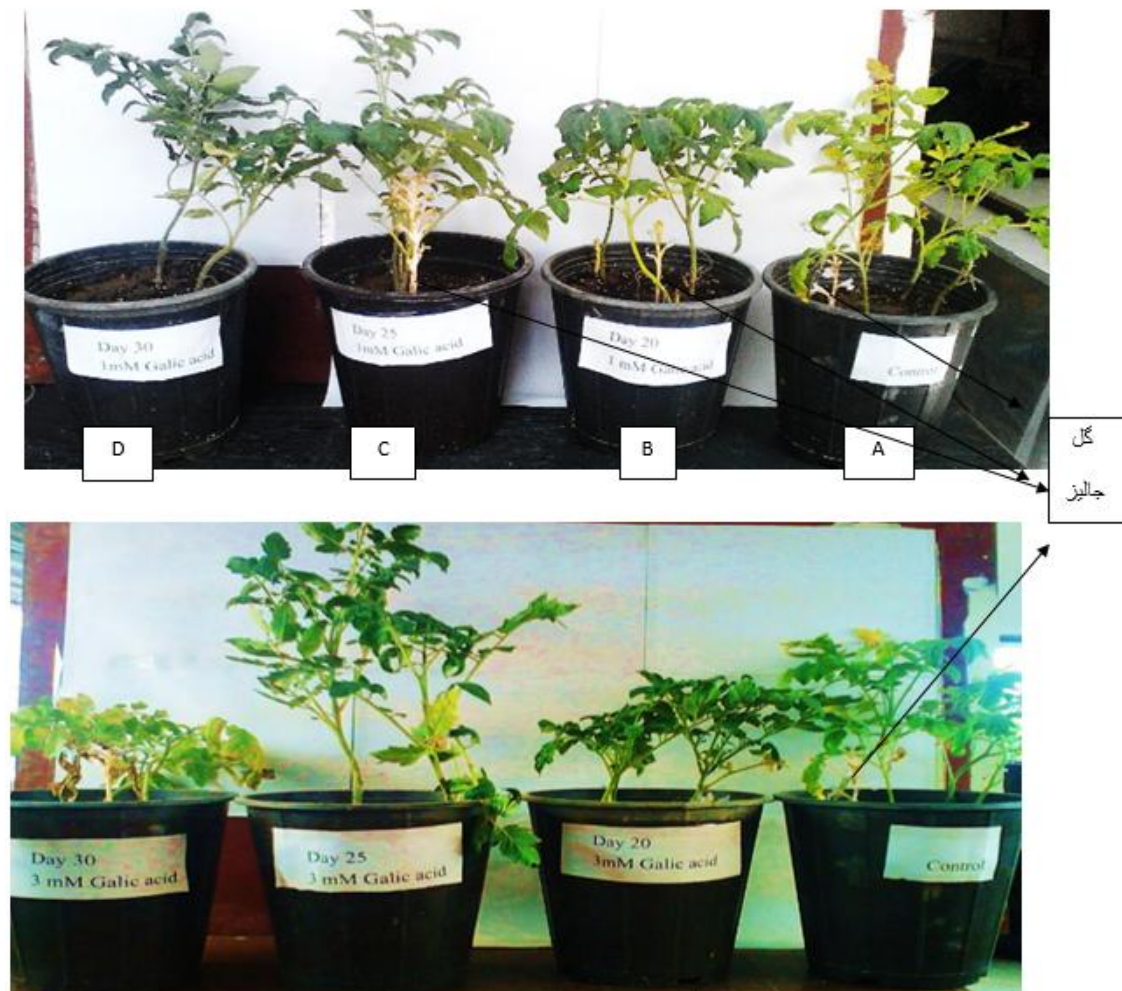 Day 30
1mM Galic acid
Day 25
1mM Galic acid
Day 20
1 mM Galic acid
Control
D
C
B
A
گل
جالیز
Day 30
3 mM Galic acid
Day 25
3 mM Galic acid
Day 20
3mM Galic acid
Control